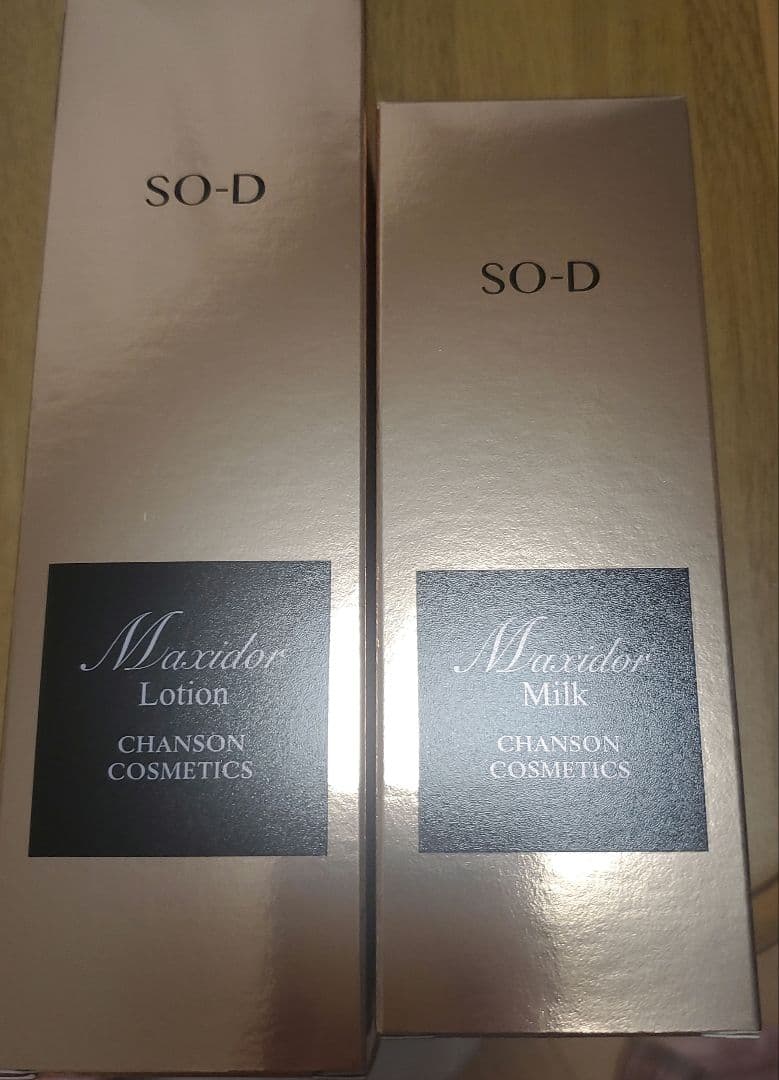 SO-D
Maxidor
Lotion
CHANSON
COSMETICS
SO-D
Maxidor
Milk
CHANSON
COSMETICS